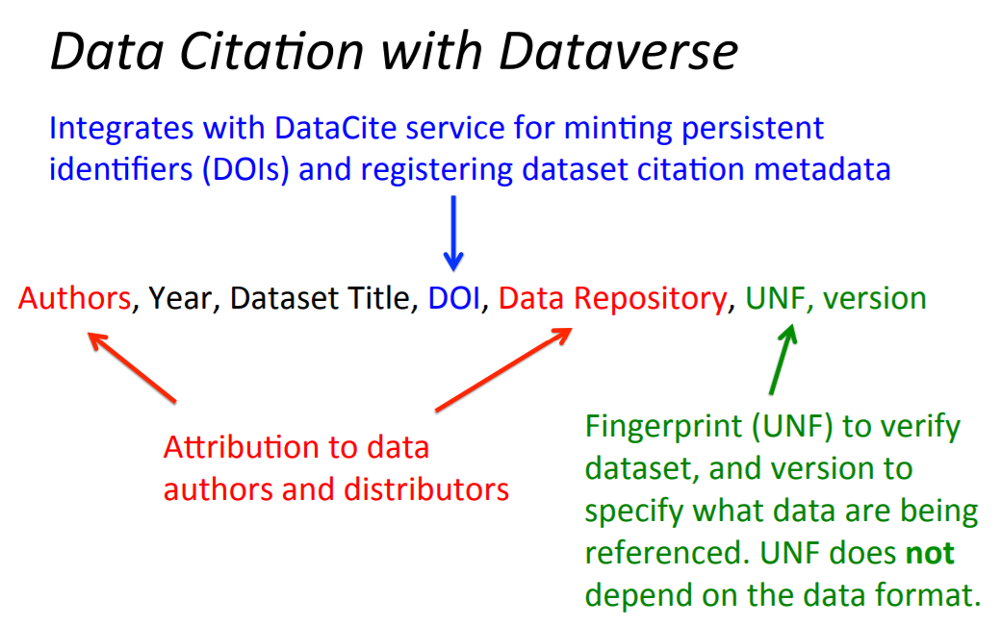 Data Citation with Dataverse
Integrates with DataCite service for minting persistent
identifiers (DOIs) and registering dataset citation metadata
Authors, Year, Dataset Title, DOI, Data Repository, UNF, version
Attribution to data
authors and distributors
Fingerprint (UNF) to verify
dataset, and version to
specify what data are being
referenced. UNF does not
depend on the data format.